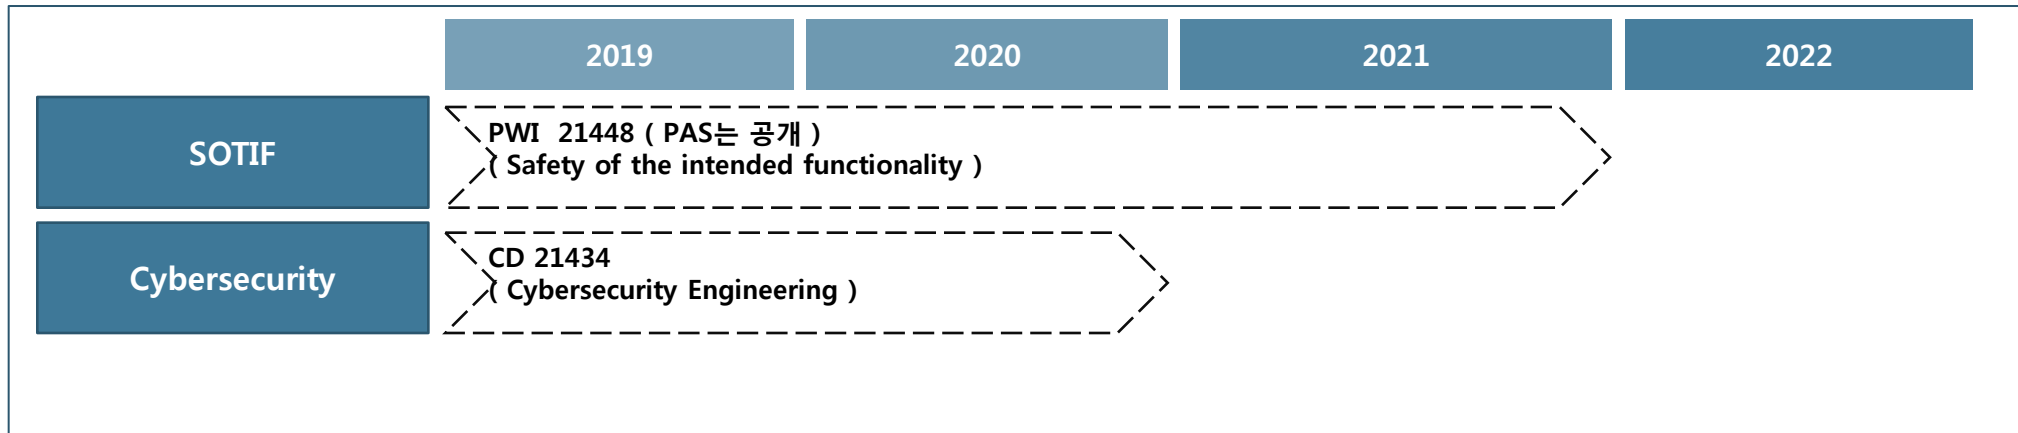 2019 2020 2021 2022
SOTIF
PWI 21448 ( PAS는 공개 )
( Safety of the intended functionality )
Cybersecurity
CD 21434
( Cybersecurity Engineering )